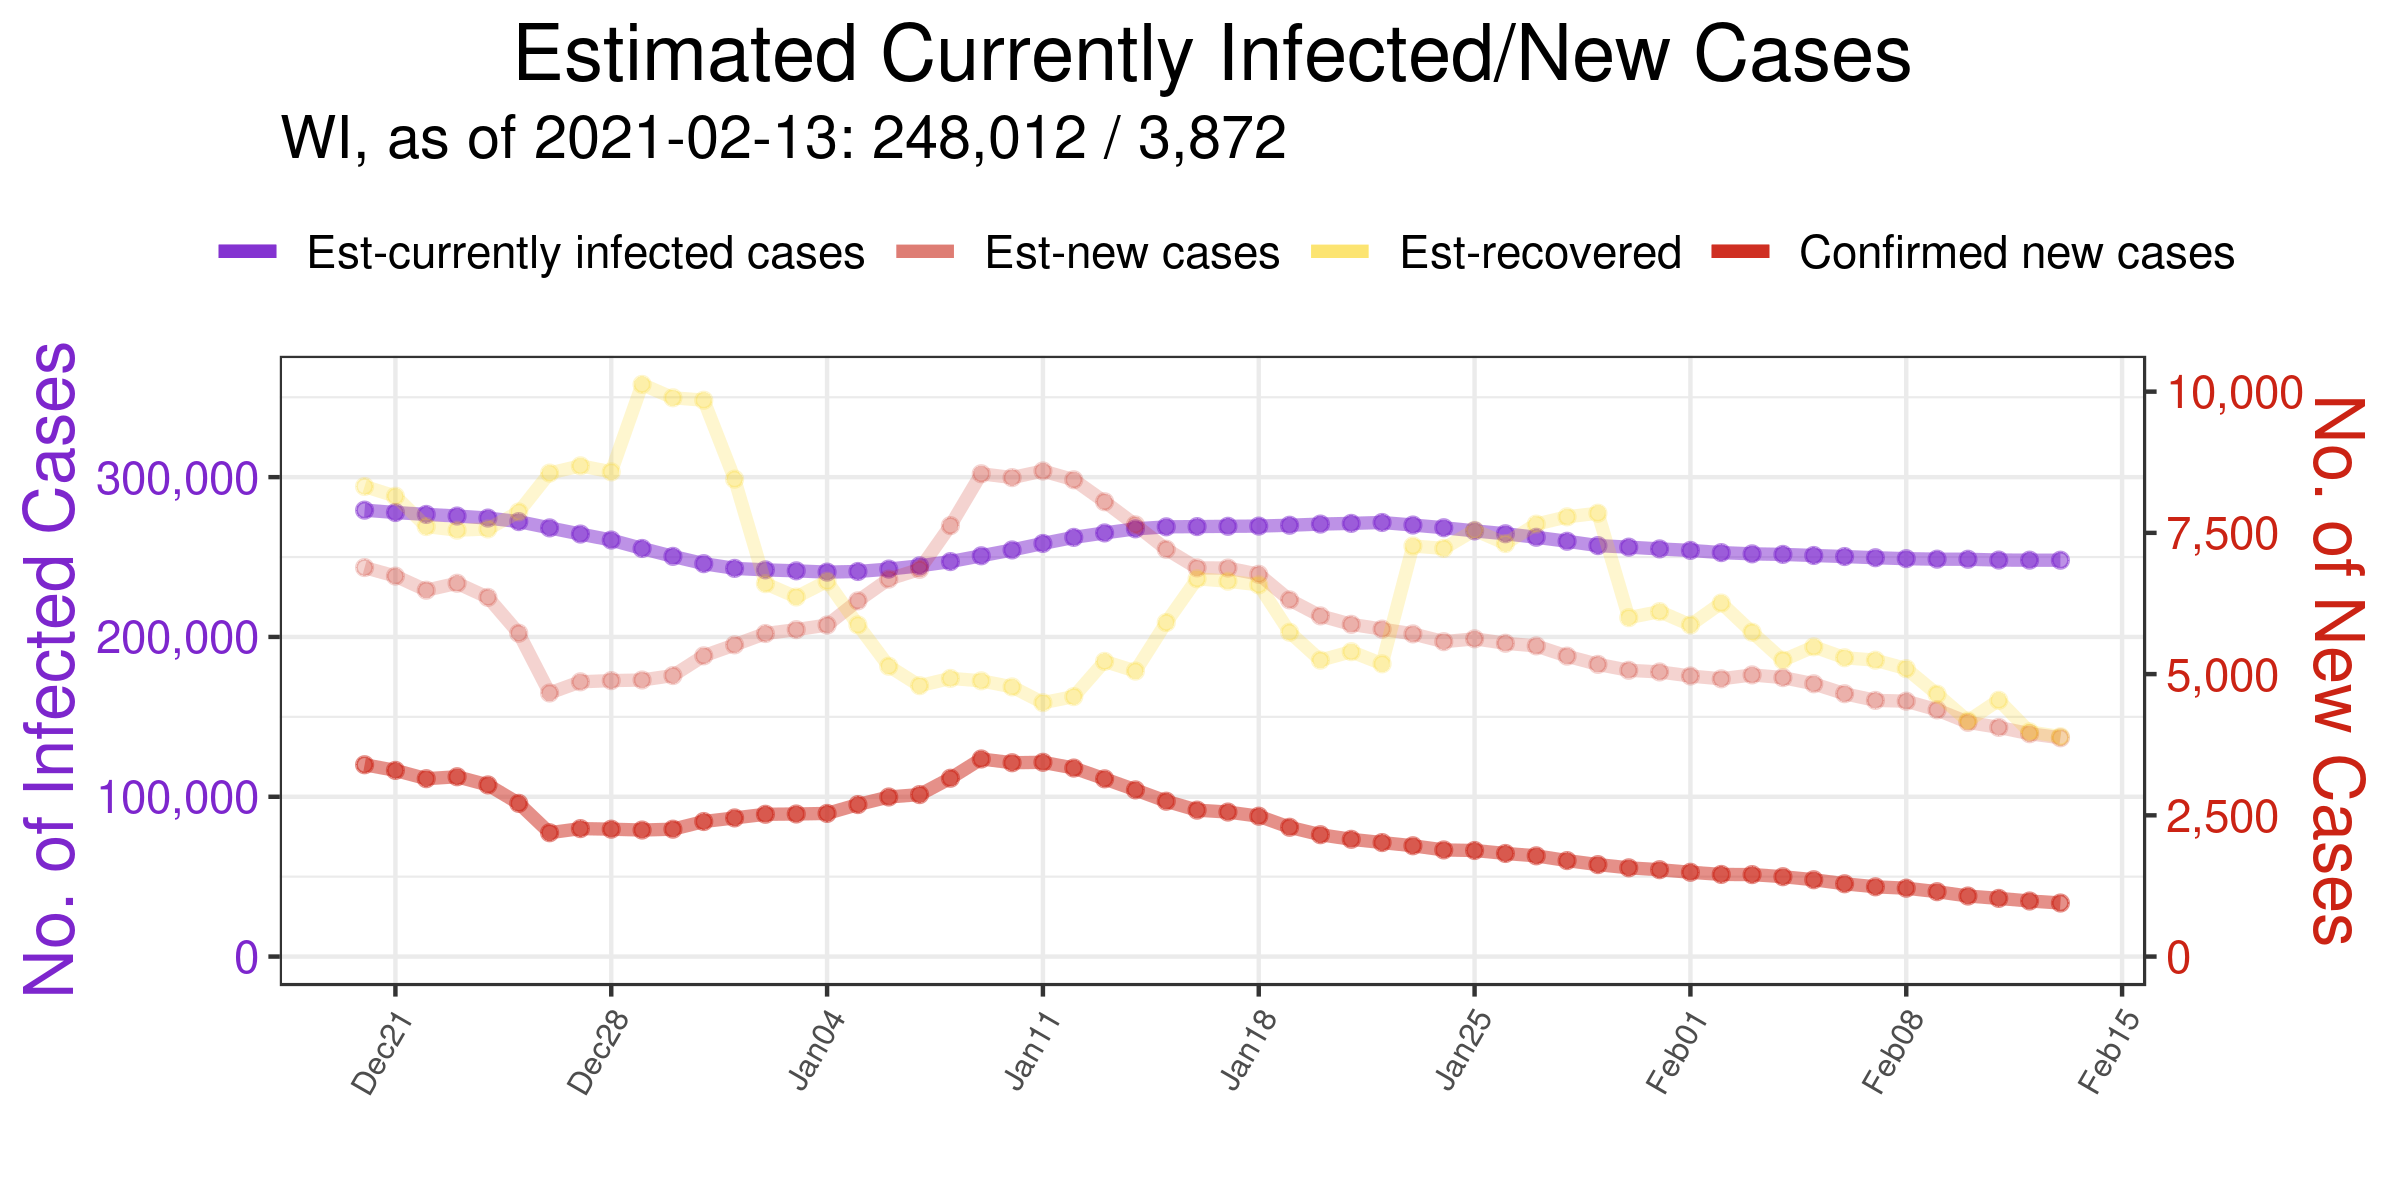 Estimated Currently Infected/New Cases
WI, as of 2021-02-13: 248,012 / 3,872
Est-currently infected cases Est-new cases Est-recovered Confirmed new cases
No. of Infected Cases
300,000
200,000
100,000
0
10,000
7,500
5,000
2,500
0
No. of New Cases
Dec21 Dec28 Jan04 Jan11 Jan18 Jan25 Feb01 Feb08 Feb15